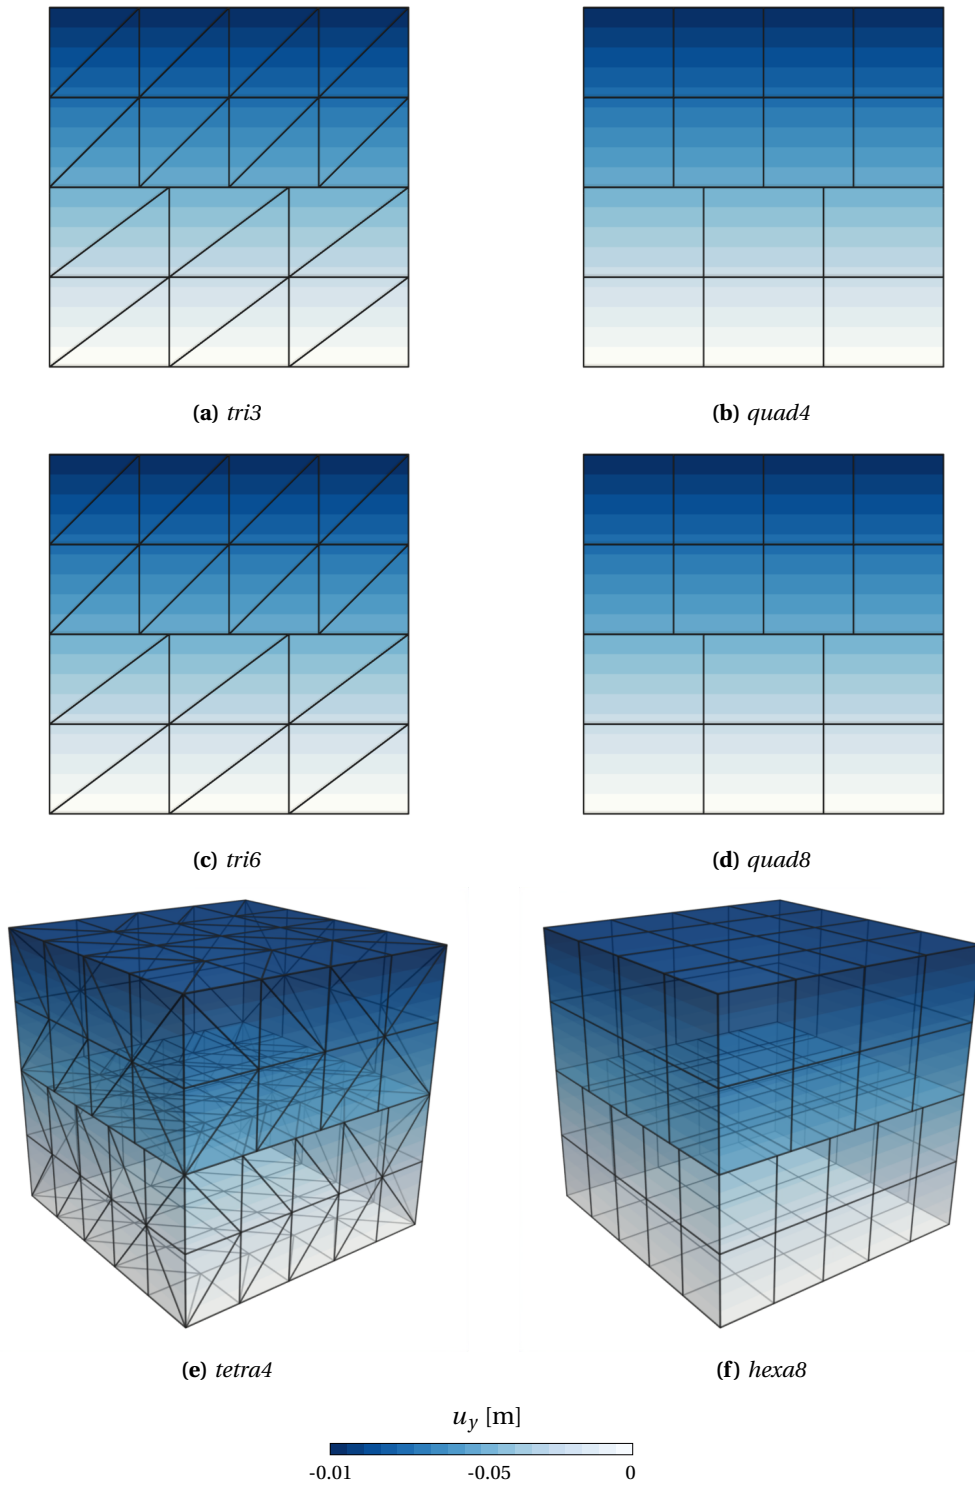 (a) tri3
(b) quad4
(c) tri6
(d) quad8
(e) tetra4
(f) hexa8
u_y [m]
-0.01 -0.05 0